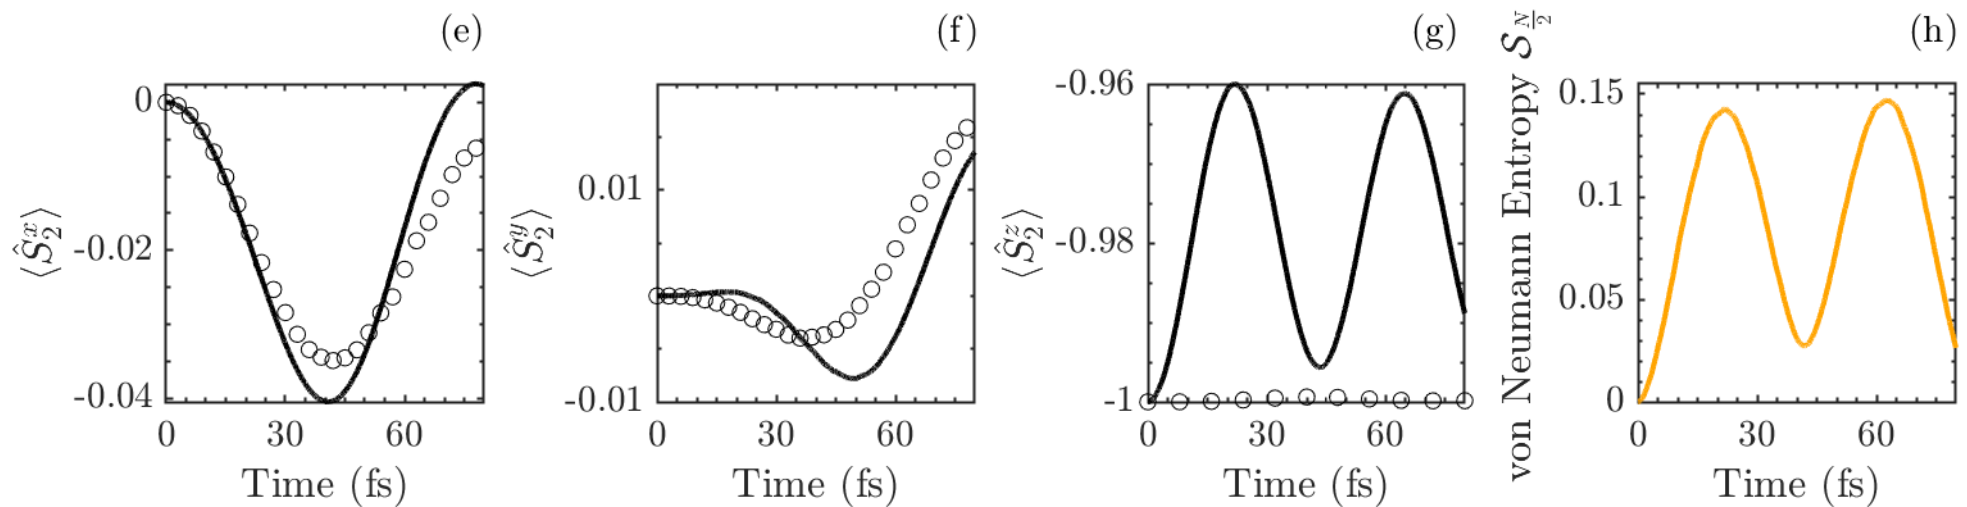 (e)
⟨Ŝ₂ˣ⟩
0
-0.02
-0.04
0 30 60
Time (fs)
(f)
⟨Ŝ₂ʸ⟩
0.01
-0.01
0 30 60
Time (fs)
(g)
⟨Ŝ₂ᶻ⟩
-0.96
-0.98
-1
0 30 60
Time (fs)
(h)
von Neumann Entropy 𝒮_{N/2}
0.15
0.1
0.05
0
0 30 60
Time (fs)